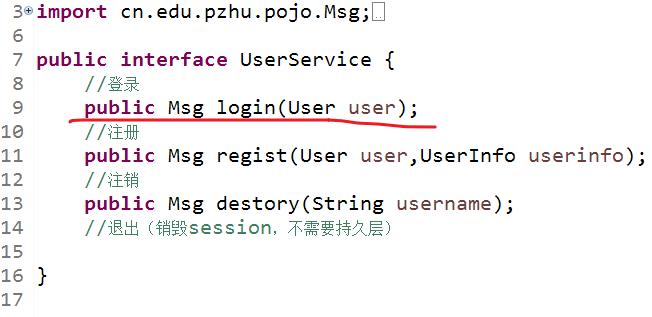 3 import cn.edu.pzhu.pojo.Msg;
6
7 public interface UserService {
8 //登录
9 public Msg login(User user);
10 //注册
11 public Msg regist(User user,UserInfo userinfo);
12 //注销
13 public Msg destory(String username);
14 //退出（销毁session，不需要持久层）
15
16 }
17